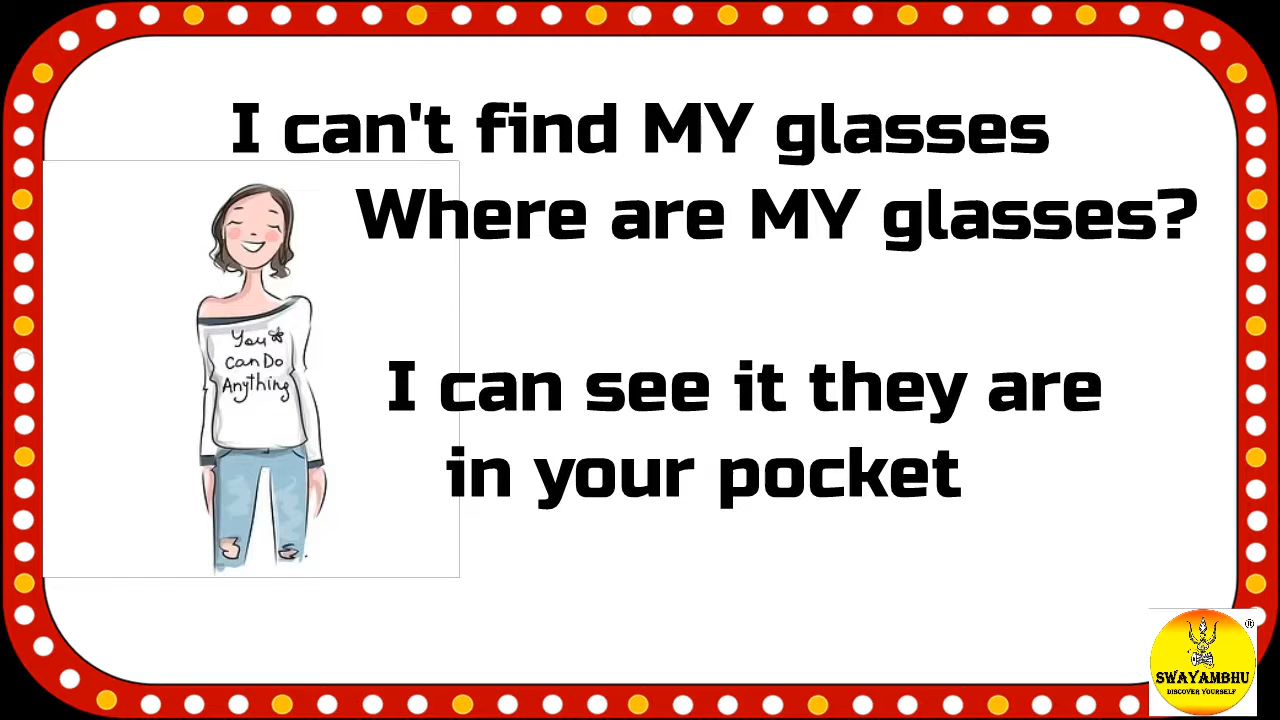 I can't find MY glasses
Where are MY glasses?
You
can Do
Anything
I can see it they are
in your pocket
®
SWAYAMBHU
DISCOVER YOURSELF